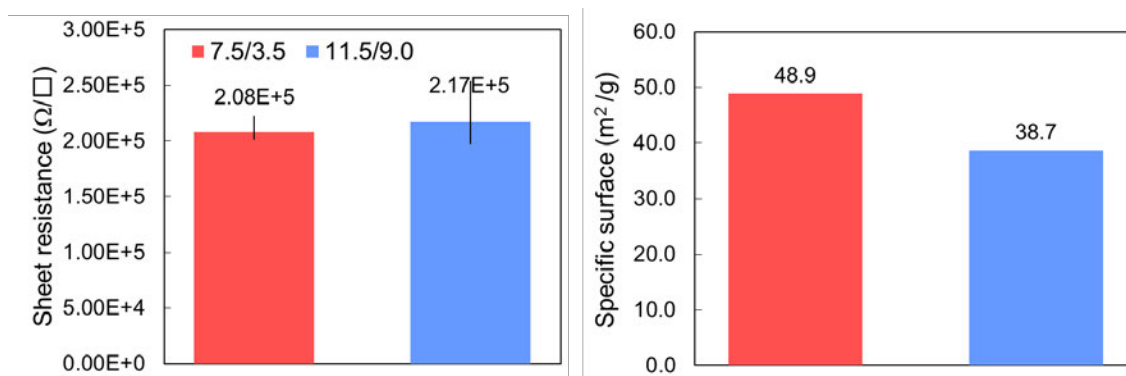 Sheet resistance (Ω/□)
3.00E+5
2.50E+5
2.00E+5
1.50E+5
1.00E+5
5.00E+4
0.00E+0
7.5/3.5 11.5/9.0
2.08E+5
2.17E+5
Specific surface (m² /g)
60.0
50.0
40.0
30.0
20.0
10.0
0.0
48.9
38.7